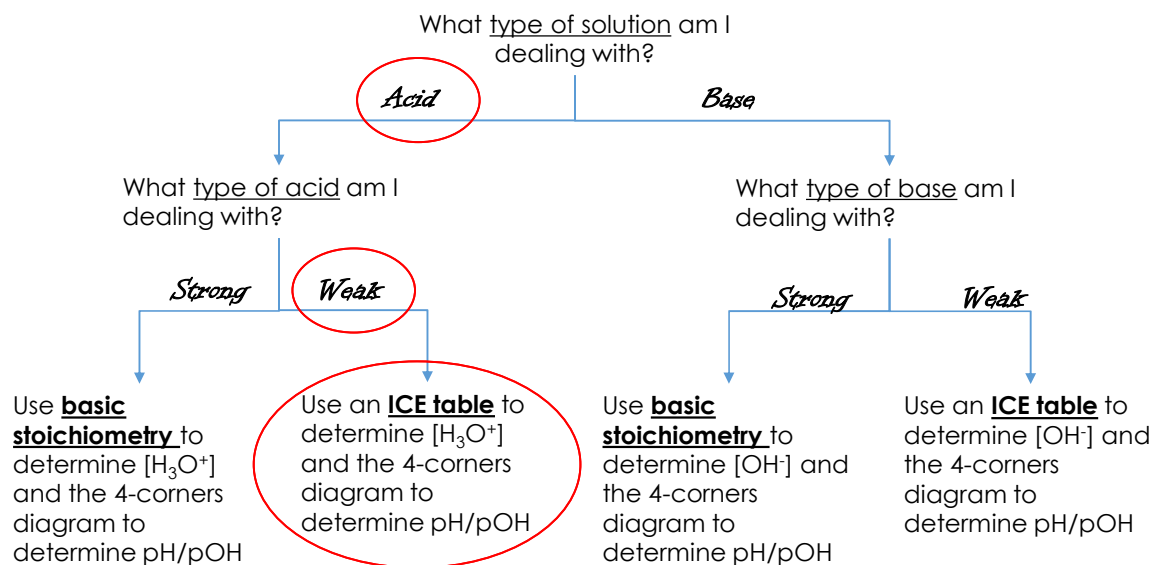 What type of solution am I
dealing with?
Acid
Base
What type of acid am I
dealing with?
What type of base am I
dealing with?
Strong
Weak
Strong
Weak
Use basic
stoichiometry to
determine [H₃O⁺]
and the 4-corners
diagram to
determine pH/pOH
Use an ICE table to
determine [H₃O⁺]
and the 4-corners
diagram to
determine pH/pOH
Use basic
stoichiometry to
determine [OH⁻] and
the 4-corners
diagram to
determine pH/pOH
Use an ICE table to
determine [OH⁻] and
the 4-corners
diagram to
determine pH/pOH